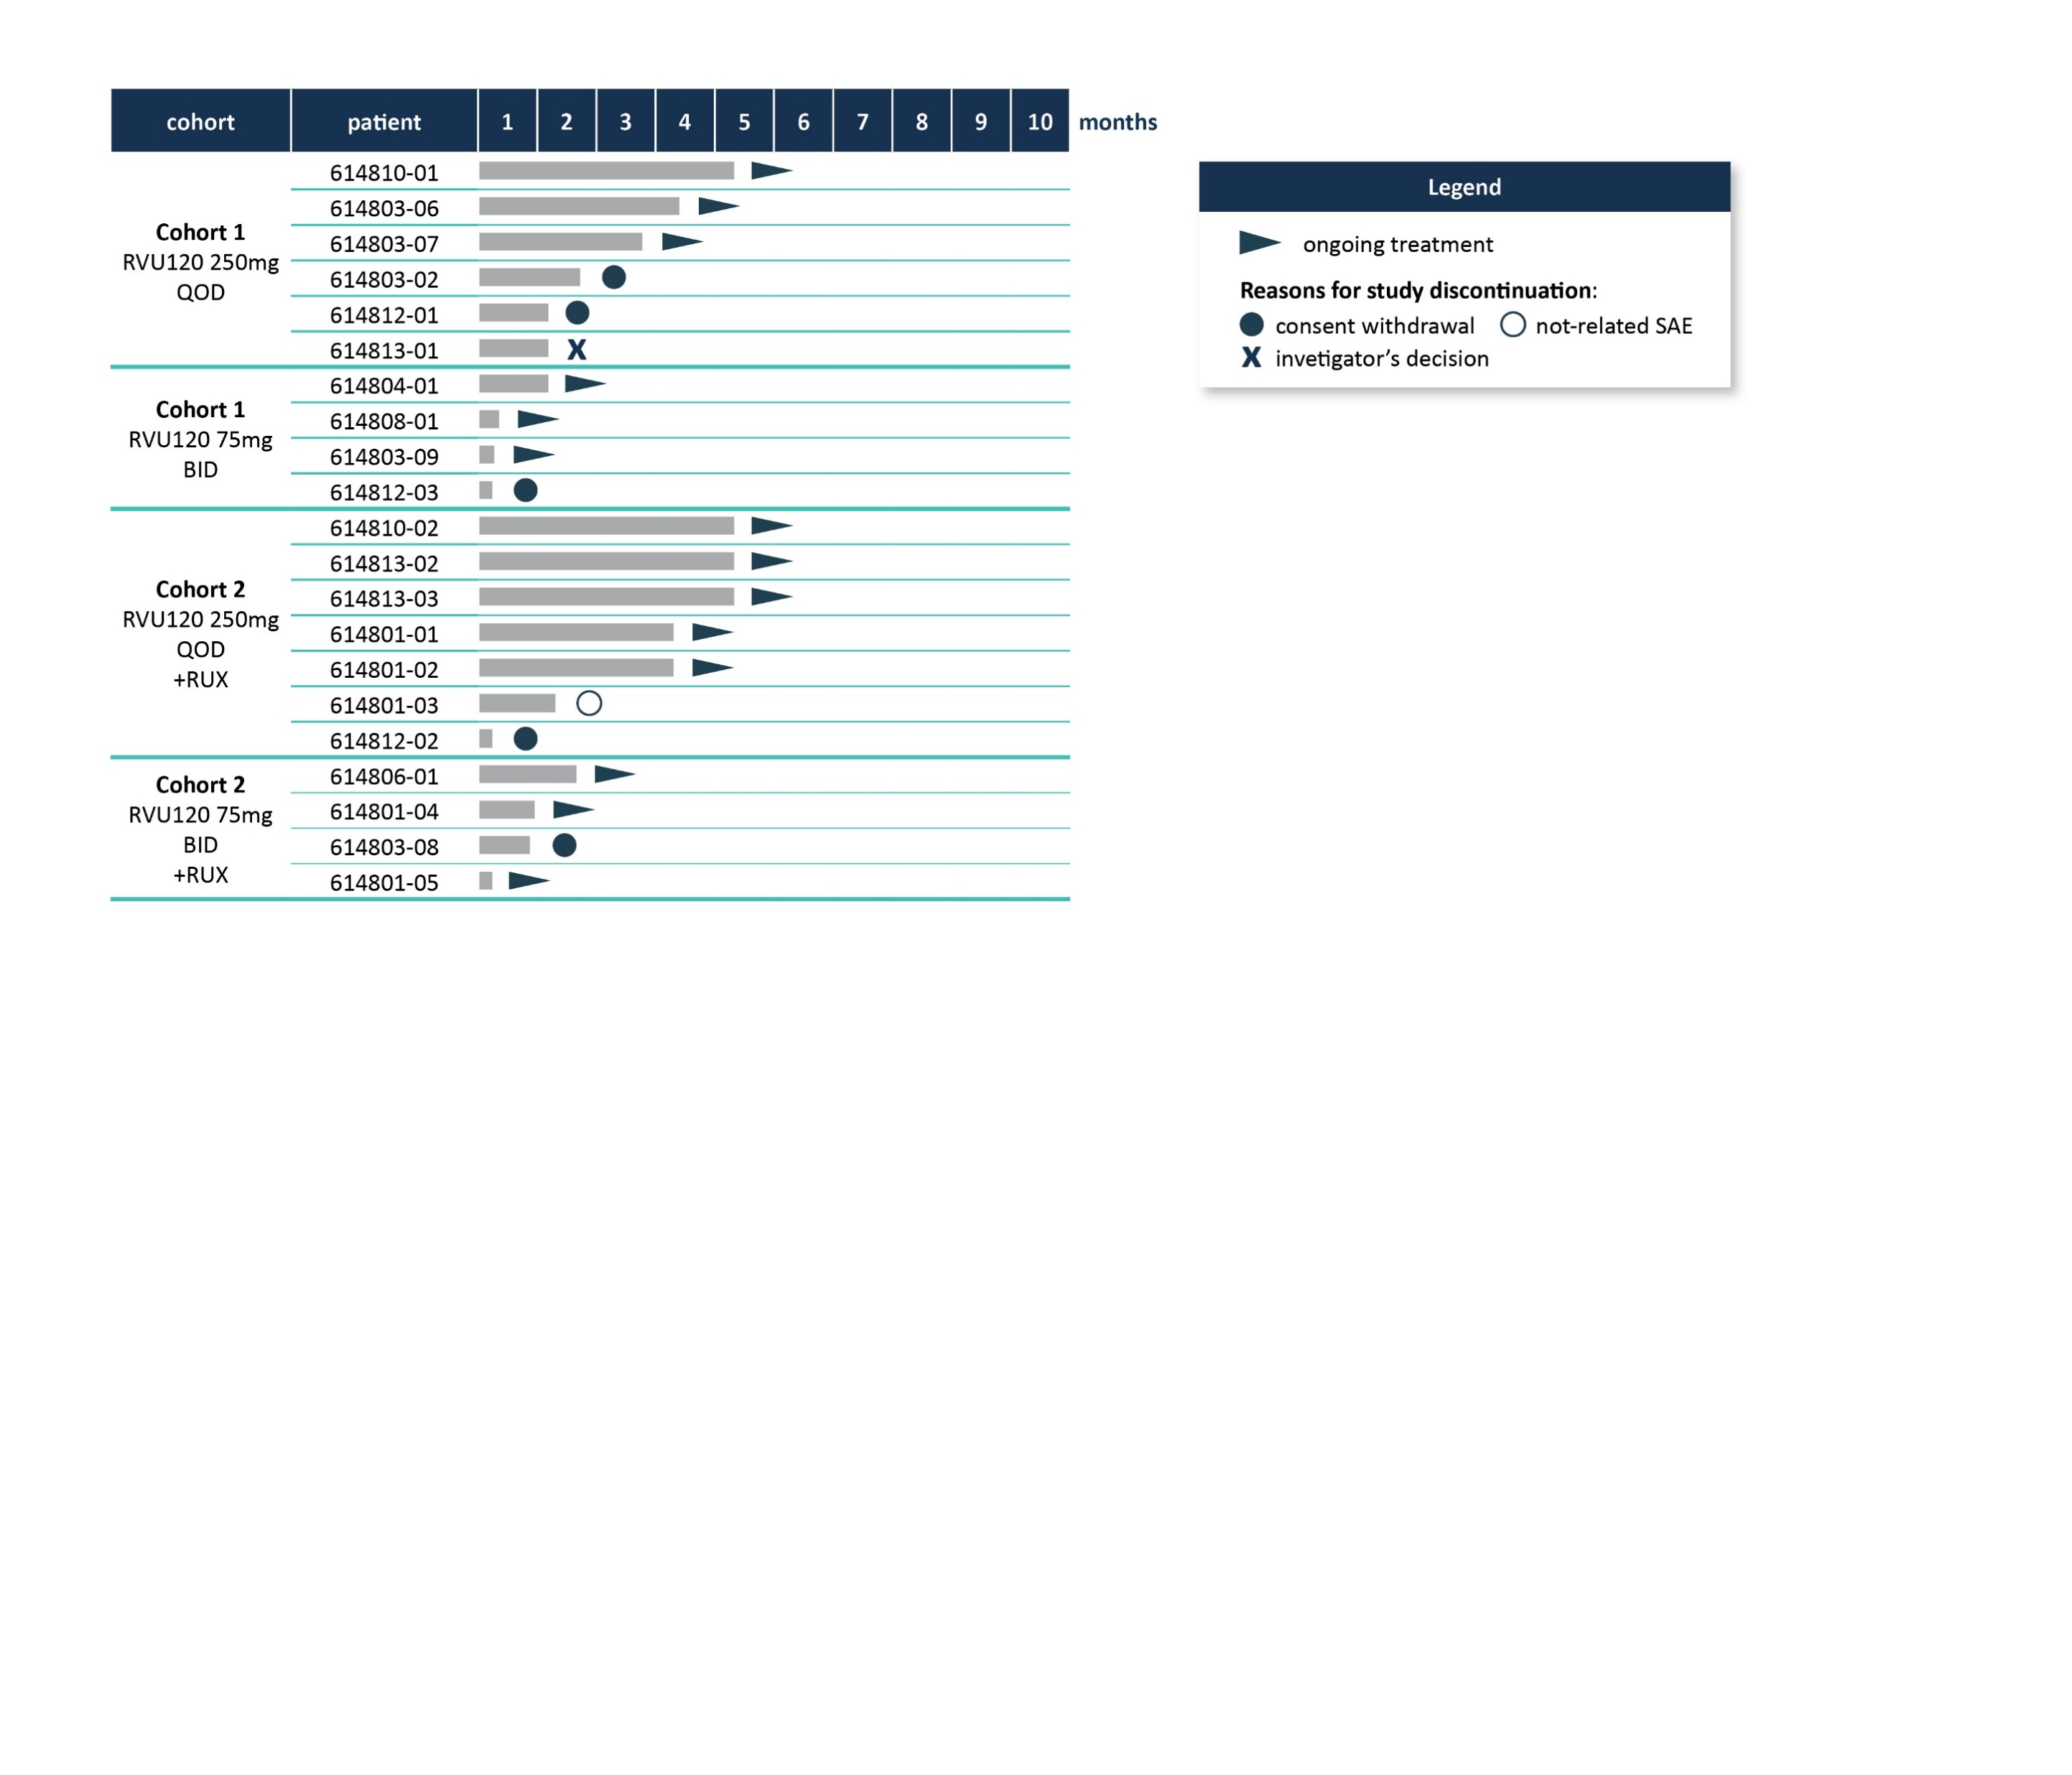 cohort patient 1 2 3 4 5 6 7 8 9 10 months
Cohort 1
RVU120 250mg
QOD
614810-01
614803-06
614803-07
614803-02
614812-01
614813-01
X
Cohort 1
RVU120 75mg
BID
614804-01
614808-01
614803-09
614812-03
Cohort 2
RVU120 250mg
QOD
+RUX
614810-02
614813-02
614813-03
614801-01
614801-02
614801-03
614812-02
Cohort 2
RVU120 75mg
BID
+RUX
614806-01
614801-04
614803-08
614801-05
Legend
ongoing treatment
Reasons for study discontinuation:
consent withdrawal not-related SAE
X invetigator’s decision